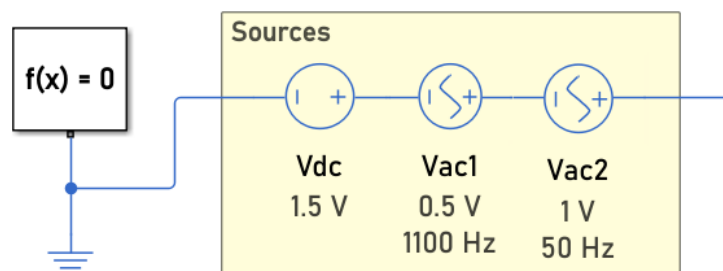 Sources
f(x) = 0
Vdc
1.5 V
Vac1
0.5 V
1100 Hz
Vac2
1 V
50 Hz